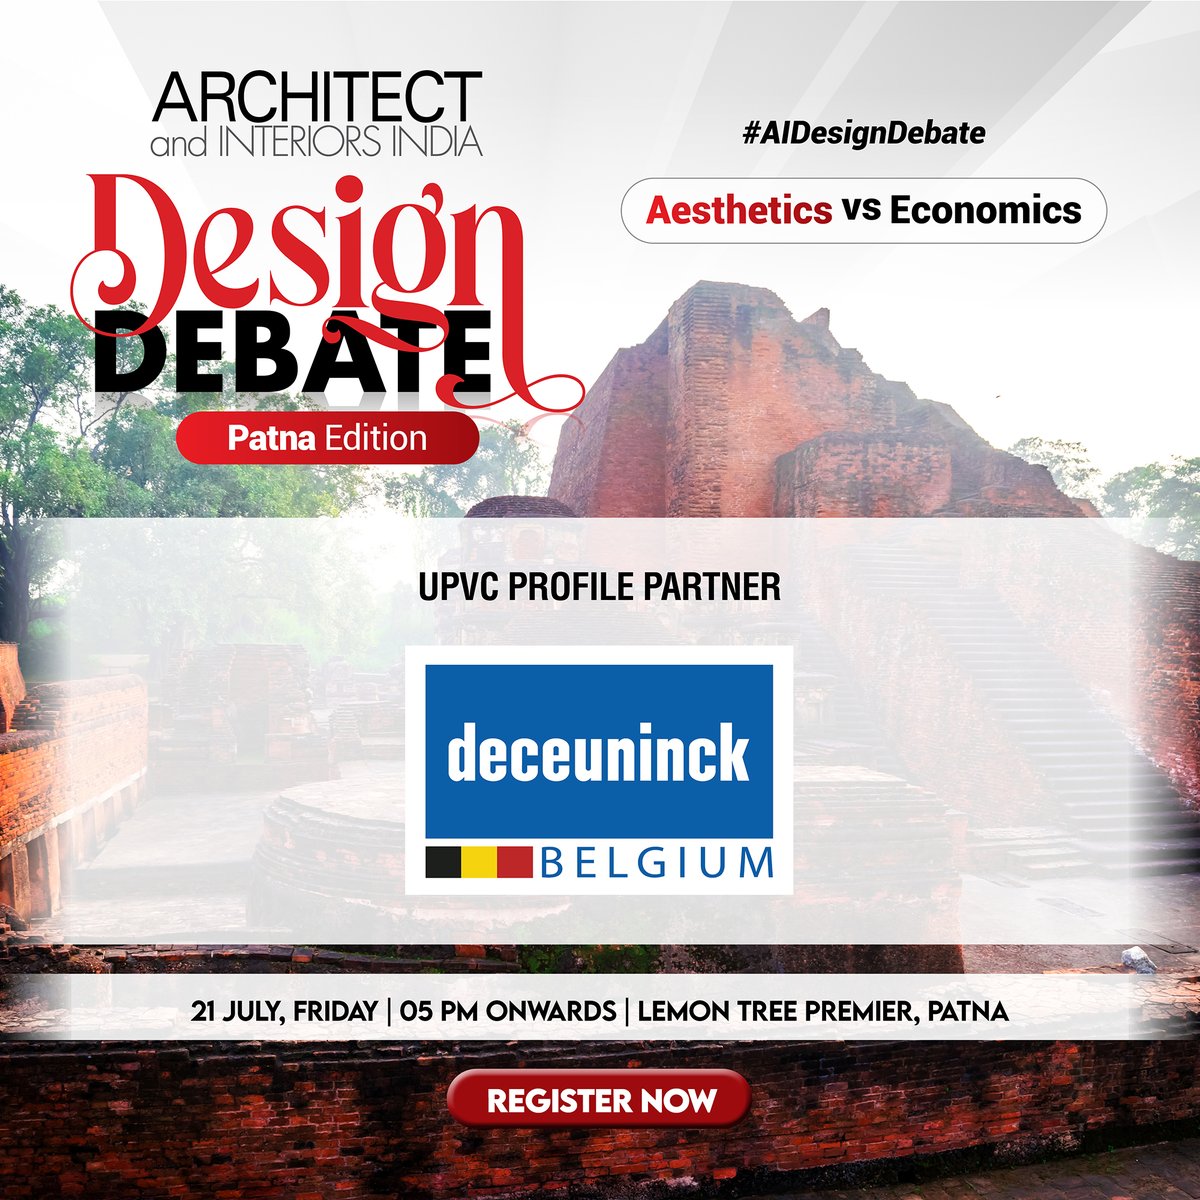 ARCHITECT
and INTERIORS INDIA
Design
DEBATE
Patna Edition
#AIDesignDebate
Aesthetics vs Economics
UPVC PROFILE PARTNER
deceuninck
BELGIUM
21 JULY, FRIDAY | 05 PM ONWARDS | LEMON TREE PREMIER, PATNA
REGISTER NOW